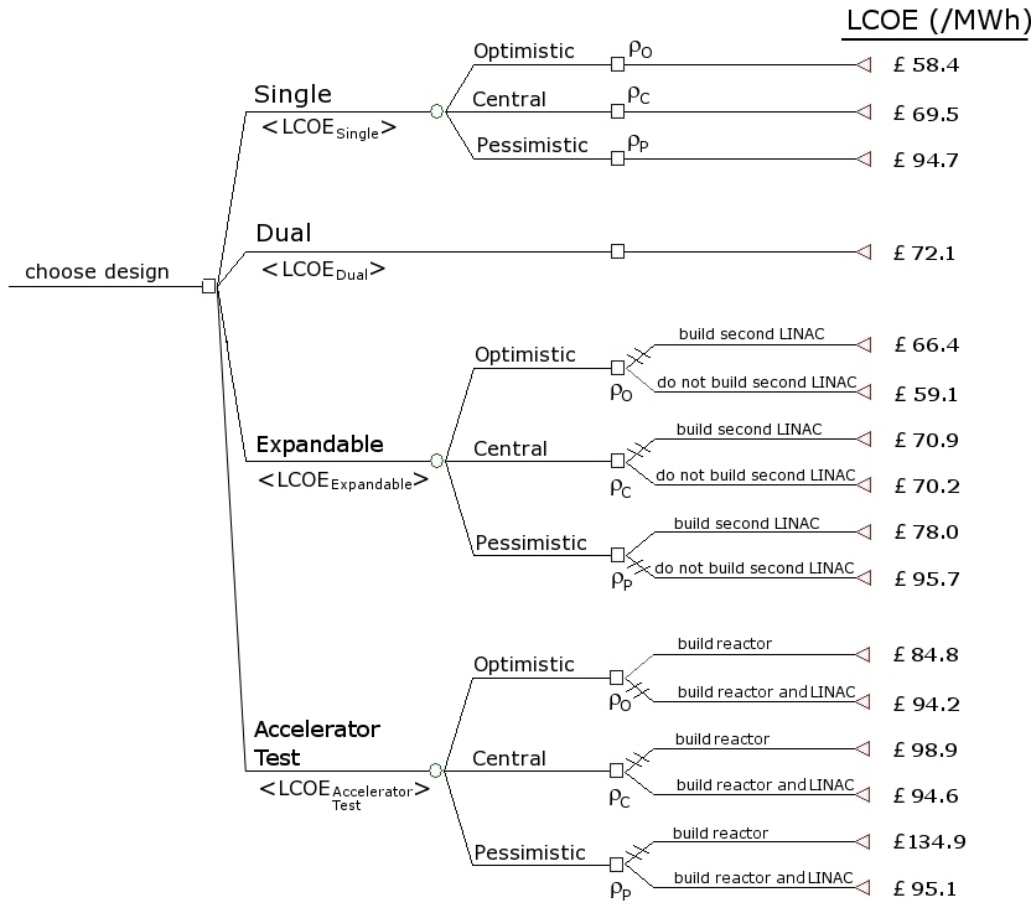 LCOE (/MWh)
Optimistic ρO £ 58.4
Single Central ρC £ 69.5
<LCOESingle>
Pessimistic ρP £ 94.7
Dual
<LCOEDual> £ 72.1
choose design
build second LINAC £ 66.4
Optimistic
ρO do not build second LINAC £ 59.1
build second LINAC £ 70.9
Expandable Central
<LCOEExpandable> ρC do not build second LINAC £ 70.2
build second LINAC £ 78.0
Pessimistic
ρP do not build second LINAC £ 95.7
build reactor £ 84.8
Optimistic
ρO build reactor and LINAC £ 94.2
Accelerator
build reactor £ 98.9
Test Central
<LCOEAccelerator Test> ρC build reactor and LINAC £ 94.6
build reactor £134.9
Pessimistic
ρP build reactor and LINAC £ 95.1